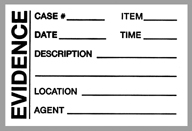 EVIDENCE
CASE # ITEM
DATE TIME
DESCRIPTION
LOCATION
AGENT